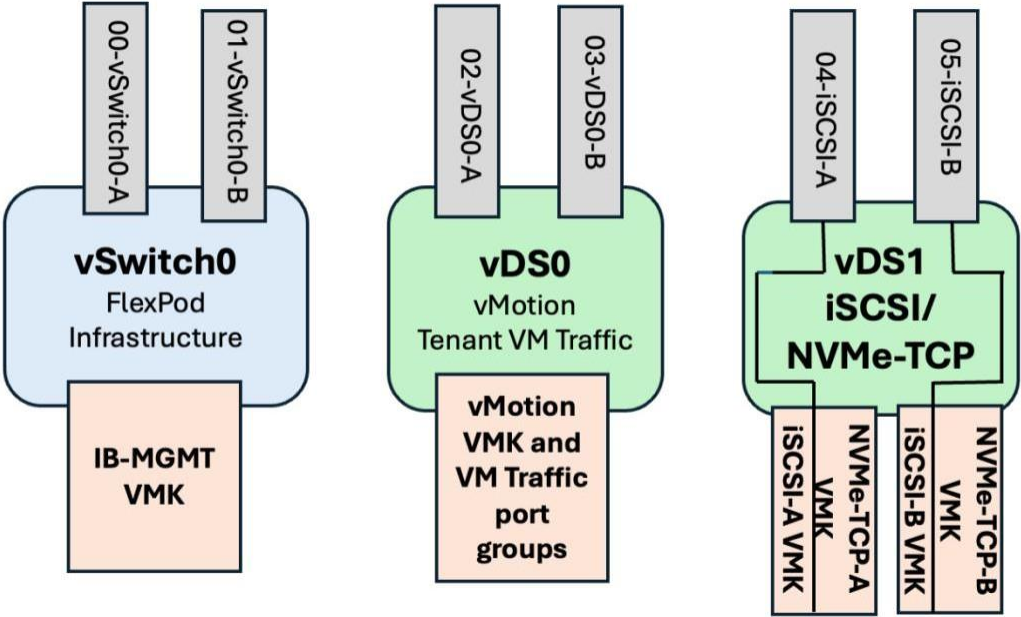 00-vSwitch0-A
01-vSwitch0-B
02-vDS0-A
03-vDS0-B
04-iSCSI-A
05-iSCSI-B
vSwitch0
FlexPod
Infrastructure
vDS0
vMotion
Tenant VM Traffic
vDS1
iSCSI/
NVMe-TCP
IB-MGMT
VMK
vMotion
VMK and
VM Traffic
port
groups
iSCSI-A VMK
NVMe-TCP-A
VMK
iSCSI-B VMK
NVMe-TCP-B
VMK